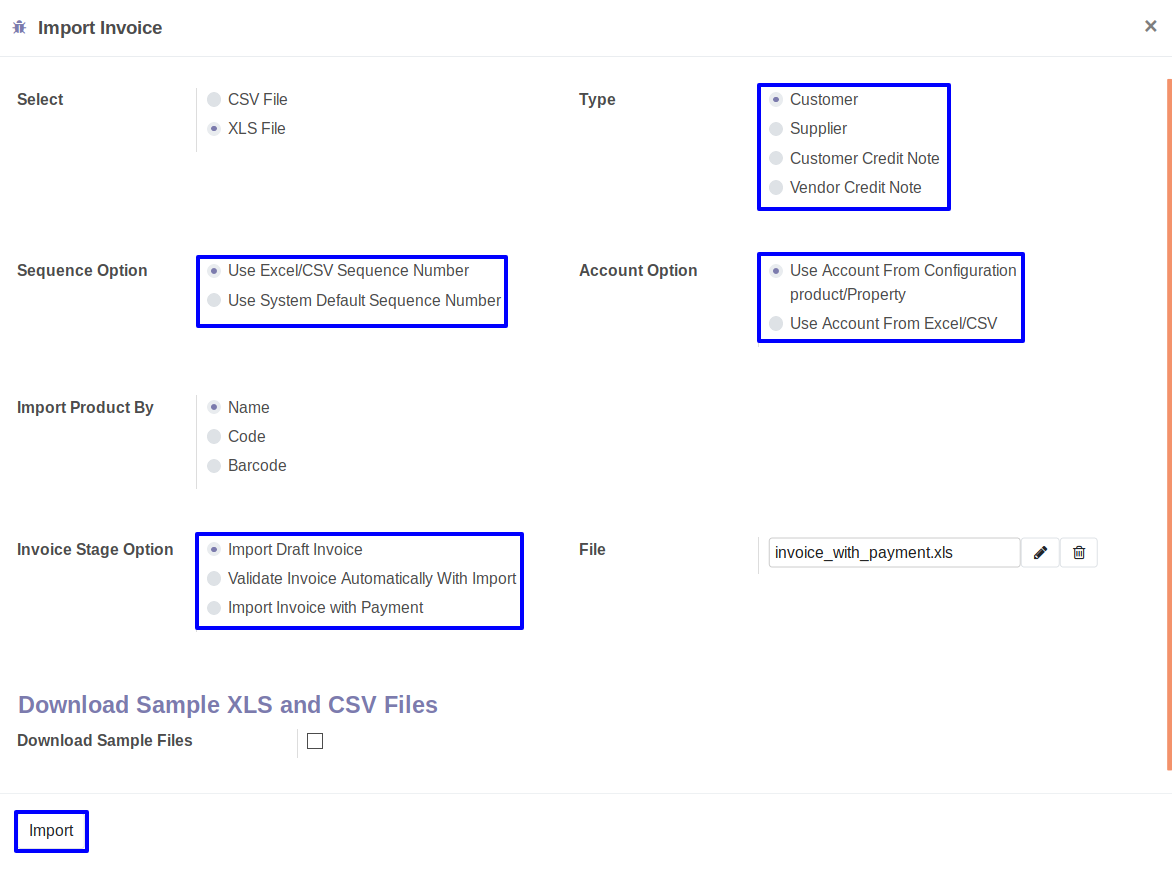 Import Invoice
×
Select
CSV File
XLS File
Type
Customer
Supplier
Customer Credit Note
Vendor Credit Note
Sequence Option
Use Excel/CSV Sequence Number
Use System Default Sequence Number
Account Option
Use Account From Configuration
product/Property
Use Account From Excel/CSV
Import Product By
Name
Code
Barcode
Invoice Stage Option
Import Draft Invoice
Validate Invoice Automatically With Import
Import Invoice with Payment
File
invoice_with_payment.xls
Download Sample XLS and CSV Files
Download Sample Files
Import